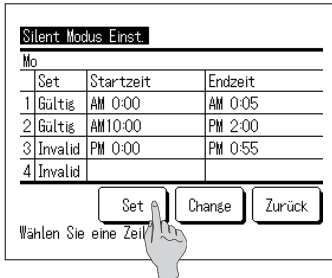 Silent Modus Einst.
Mo
Set Startzeit Endzeit
1 Gültig AM 0:00 AM 0:05
2 Gültig AM10:00 PM 2:00
3 Invalid PM 0:00 PM 0:55
4 Invalid
Set Change Zurück
Wählen Sie eine